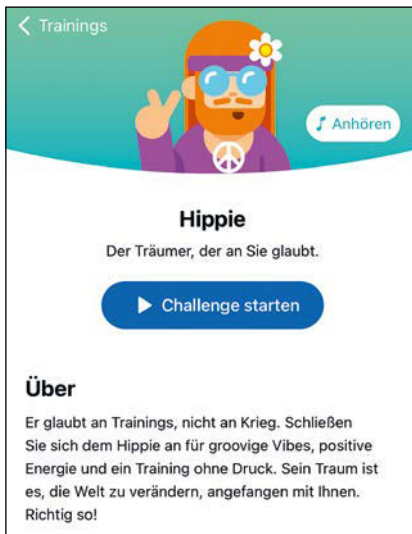 Trainings
Anhören
Hippie
Der Träumer, der an Sie glaubt.
Challenge starten
Über
Er glaubt an Trainings, nicht an Krieg. Schließen
Sie sich dem Hippie an für groovige Vibes, positive
Energie und ein Training ohne Druck. Sein Traum ist
es, die Welt zu verändern, angefangen mit Ihnen.
Richtig so!